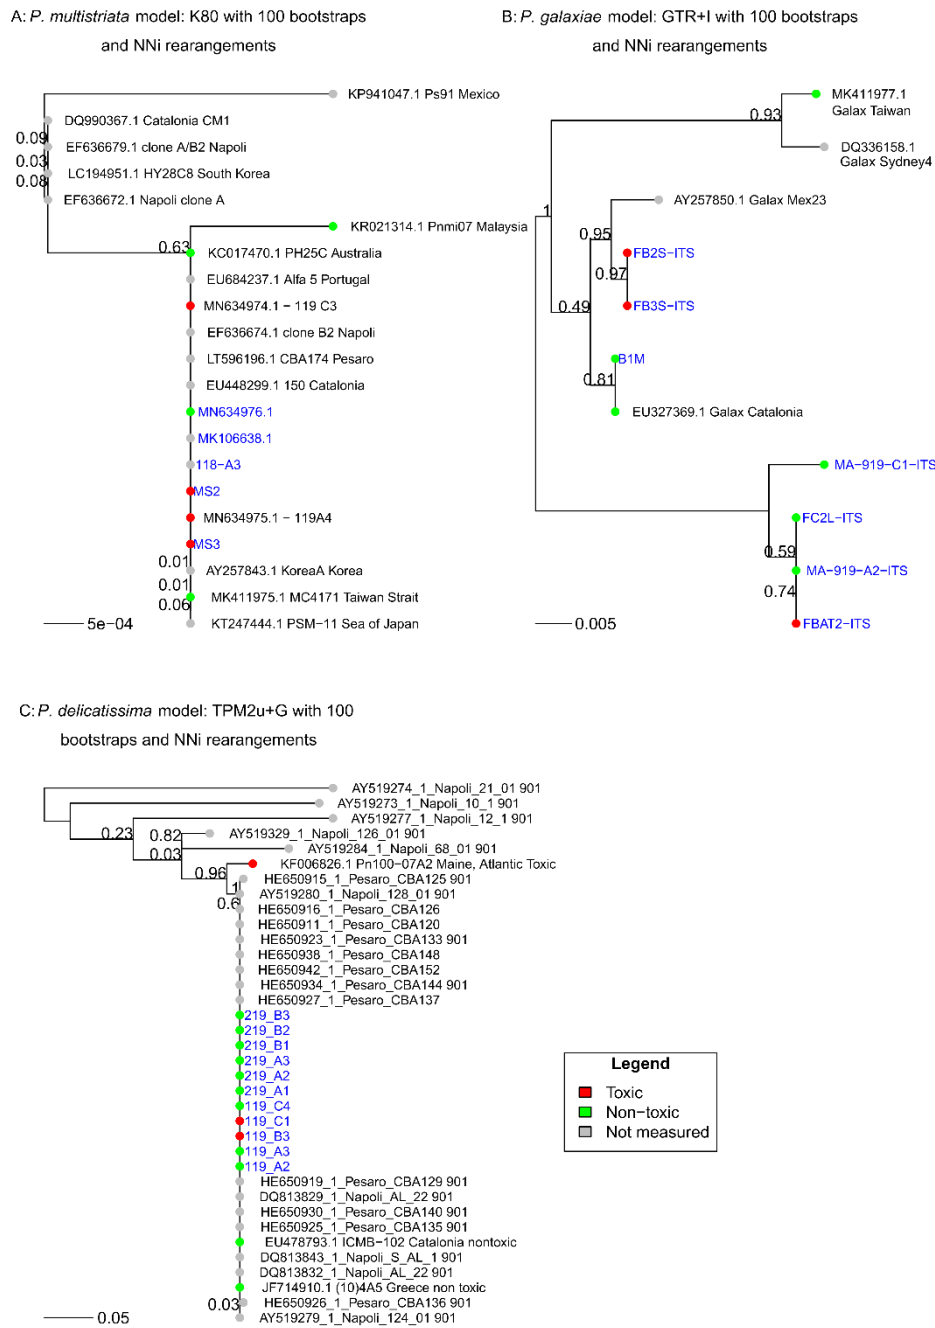 A: P. multistriata model: K80 with 100 bootstraps
and NNi rearangements
KP941047.1 Ps91 Mexico
DQ990367.1 Catalonia CM1
0.09
EF636679.1 clone A/B2 Napoli
0.03
LC194951.1 HY28C8 South Korea
0.08
EF636672.1 Napoli clone A
KR021314.1 Pnmi07 Malaysia
0.63
KC017470.1 PH25C Australia
EU684237.1 Alfa 5 Portugal
MN634974.1 − 119 C3
EF636674.1 clone B2 Napoli
LT596196.1 CBA174 Pesaro
EU448299.1 150 Catalonia
MN634976.1
MK106638.1
118−A3
MS2
MN634975.1 − 119A4
MS3
0.01
AY257843.1 KoreaA Korea
0.01
MK411975.1 MC4171 Taiwan Strait
0.06
KT247444.1 PSM−11 Sea of Japan
5e−04
B: P. galaxiae model: GTR+I with 100 bootstraps
and NNi rearangements
MK411977.1
Galax Taiwan
0.93
DQ336158.1
Galax Sydney4
AY257850.1 Galax Mex23
1
0.95
FB2S−ITS
0.97
FB3S−ITS
0.49
B1M
0.81
EU327369.1 Galax Catalonia
MA−919−C1−ITS
FC2L−ITS
0.59
MA−919−A2−ITS
0.74
FBAT2−ITS
0.005
C: P. delicatissima model: TPM2u+G with 100
bootstraps and NNi rearangements
AY519274_1_Napoli_21_01 901
AY519273_1_Napoli_10_1 901
AY519277_1_Napoli_12_1 901
0.23
0.82
AY519329_1_Napoli_126_01 901
0.03
AY519284_1_Napoli_68_01 901
KF006826.1 Pn100−07A2 Maine, Atlantic Toxic
0.96
HE650915_1_Pesaro_CBA125 901
1
AY519280_1_Napoli_128_01 901
0.6
HE650916_1_Pesaro_CBA126
HE650911_1_Pesaro_CBA120
HE650923_1_Pesaro_CBA133 901
HE650938_1_Pesaro_CBA148
HE650942_1_Pesaro_CBA152
HE650934_1_Pesaro_CBA144 901
HE650927_1_Pesaro_CBA137
219_B3
219_B2
219_B1
219_A3
219_A2
219_A1
119_C4
119_C1
119_B3
119_A3
119_A2
HE650919_1_Pesaro_CBA129 901
DQ813829_1_Napoli_AL_22 901
HE650930_1_Pesaro_CBA140 901
HE650925_1_Pesaro_CBA135 901
EU478793.1 ICMB−102 Catalonia nontoxic
DQ813843_1_Napoli_S_AL_1 901
DQ813832_1_Napoli_AL_22 901
JF714910.1 (10)4A5 Greece non toxic
0.03
HE650926_1_Pesaro_CBA136 901
AY519279_1_Napoli_124_01 901
0.05
Legend
Toxic
Non−toxic
Not measured